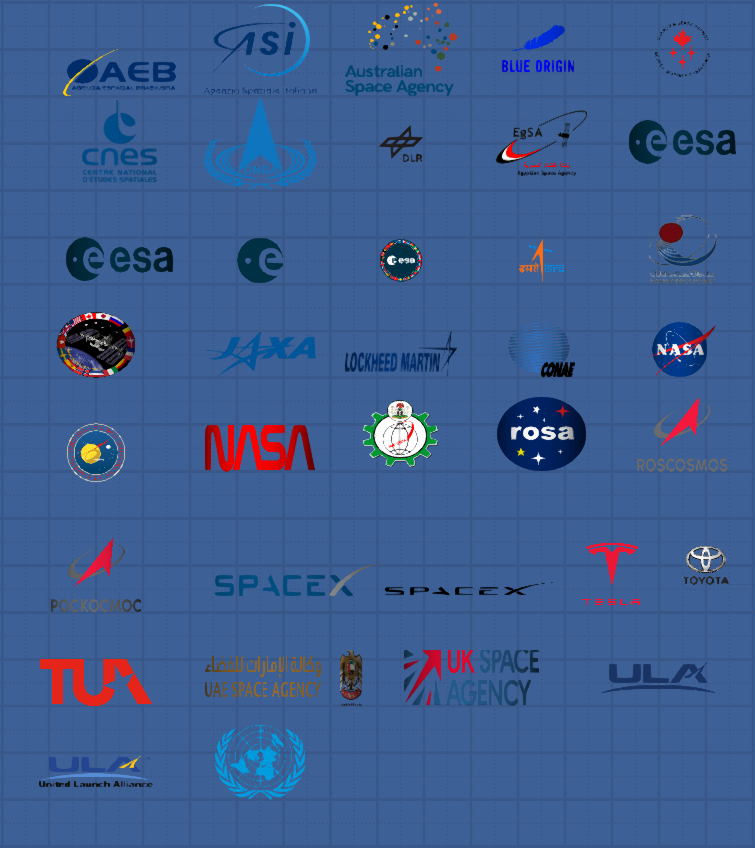 AEB
AGÊNCIA ESPACIAL BRASILEIRA
ASI
Agenzia Spaziale Italiana
Australian
Space Agency
BLUE ORIGIN
cnes
CENTRE NATIONAL
D'ÉTUDES SPATIALES
DLR
EgSA
Egyptian Space Agency
esa
esa
e
esa
इसरो isro
JAXA
LOCKHEED MARTIN
CONAE
NASA
NASA
rosa
ROSCOSMOS
РОСКОСМОС
SPACEX
SPACEX
TESLA
TOYOTA
TUA
وكالة الإمارات للفضاء
UAE SPACE AGENCY
UK SPACE
AGENCY
ULA
ULA
United Launch Alliance